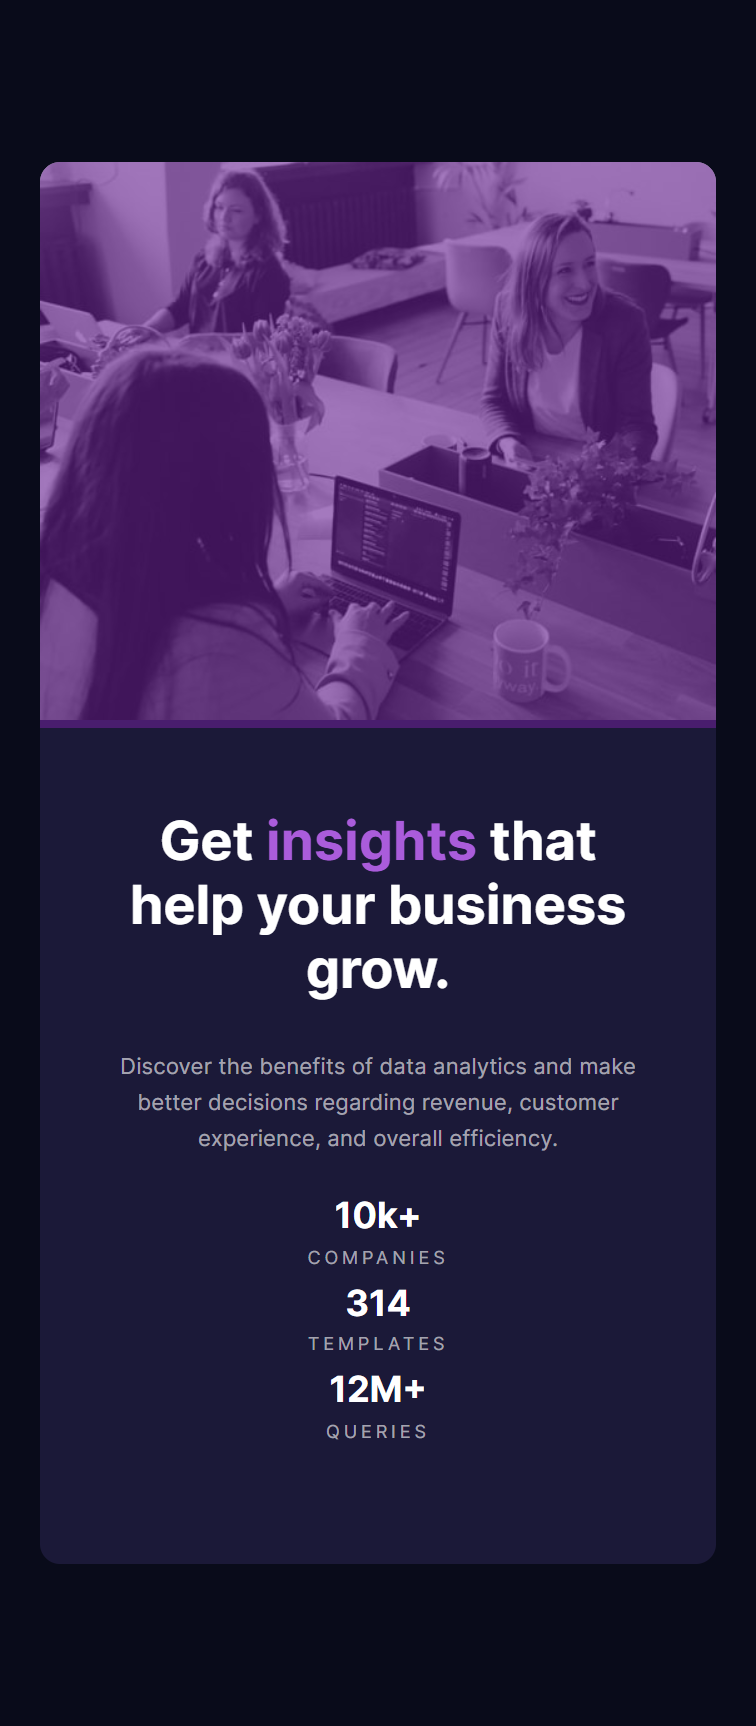 Get insights that
help your business
grow.
Discover the benefits of data analytics and make
better decisions regarding revenue, customer
experience, and overall efficiency.
10k+
COMPANIES
314
TEMPLATES
12M+
QUERIES